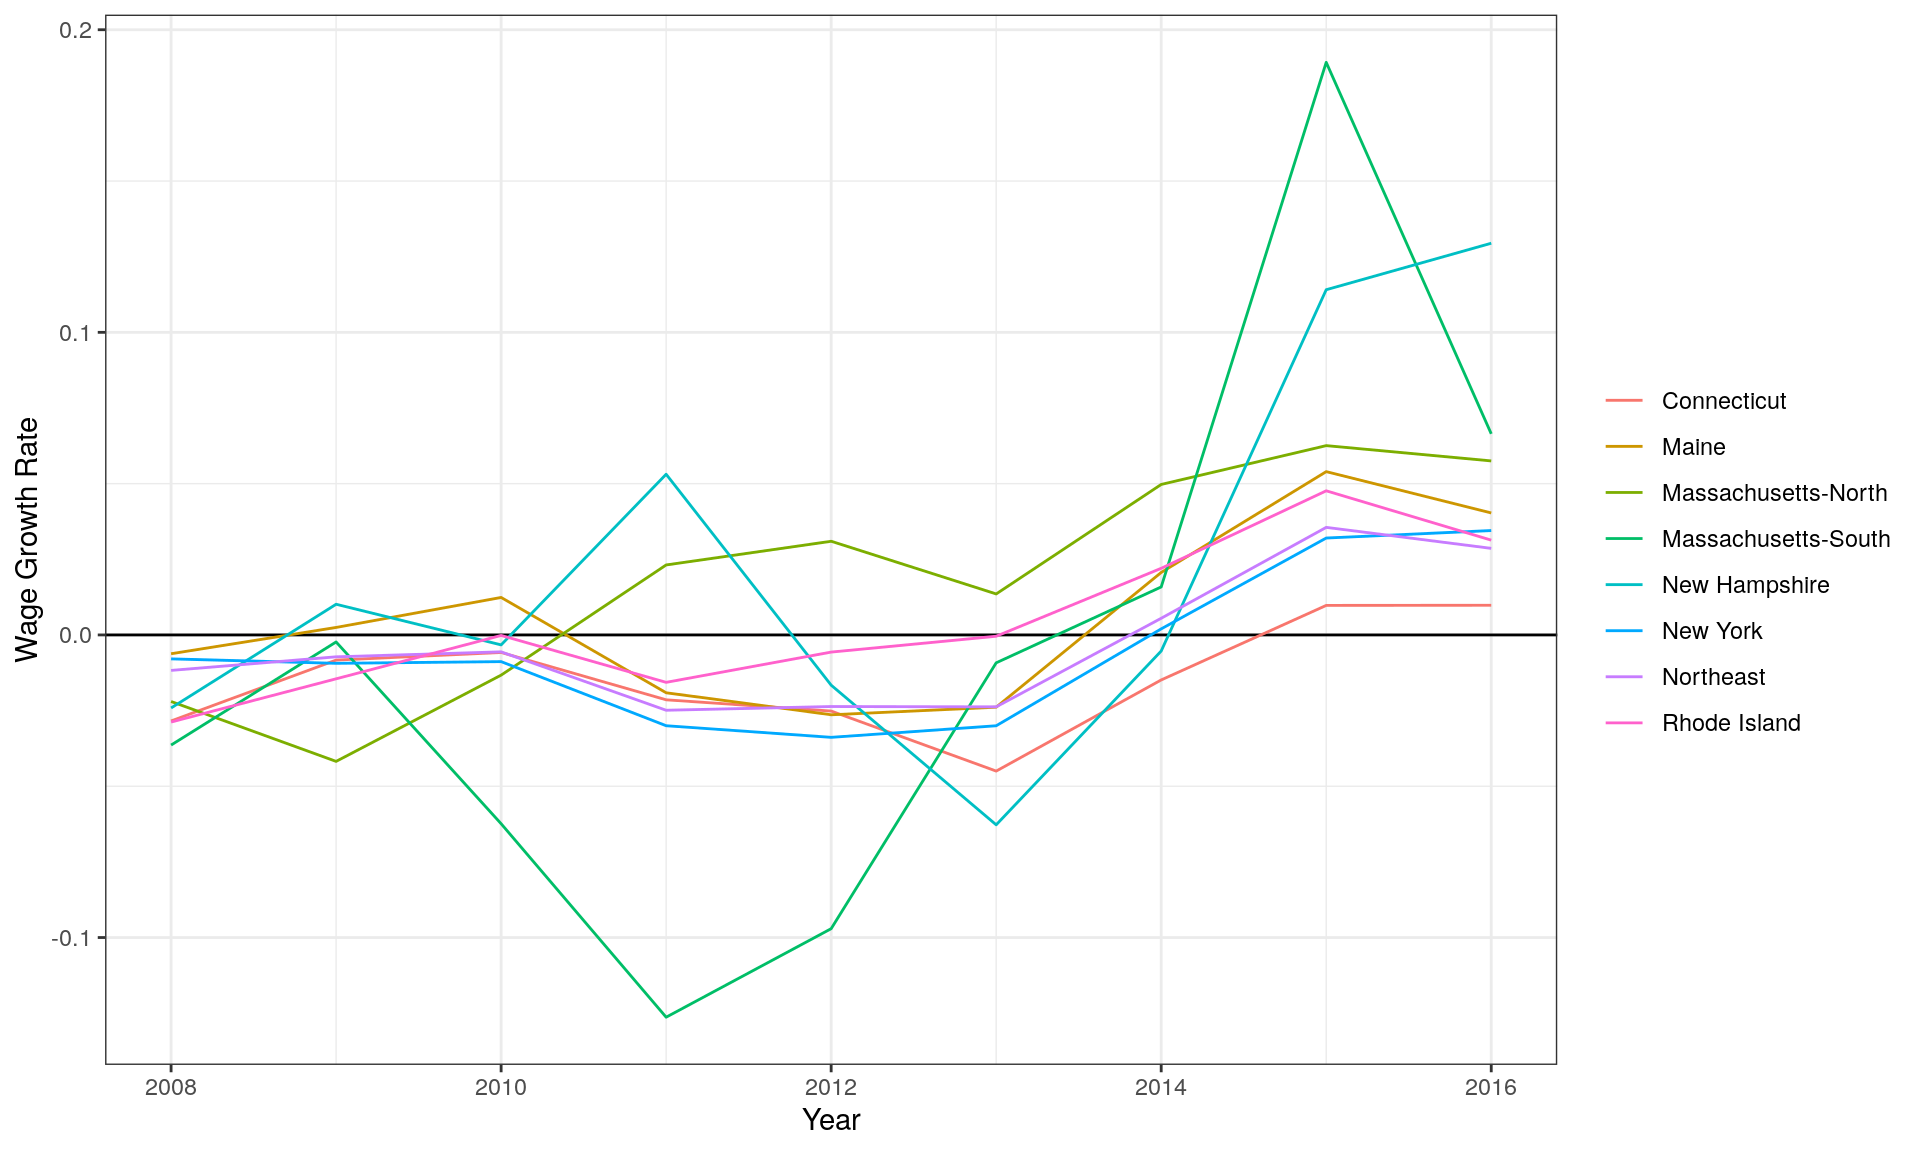 Wage Growth Rate
0.2
0.1
0.0
-0.1
2008
2010
2012
2014
2016
Year
Connecticut
Maine
Massachusetts-North
Massachusetts-South
New Hampshire
New York
Northeast
Rhode Island